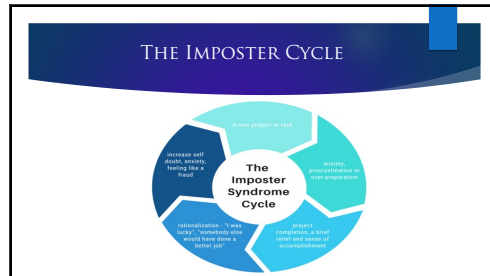 THE IMPOSTER CYCLE
A new project or task
anxiety,
procrastination or
over-preparation
project
completion, a brief
relief and sense of
accomplishment
rationalization - "I was
lucky", "somebody else
would have done a
better job"
increase self
doubt, anxiety,
feeling like a
fraud
The
Imposter
Syndrome
Cycle